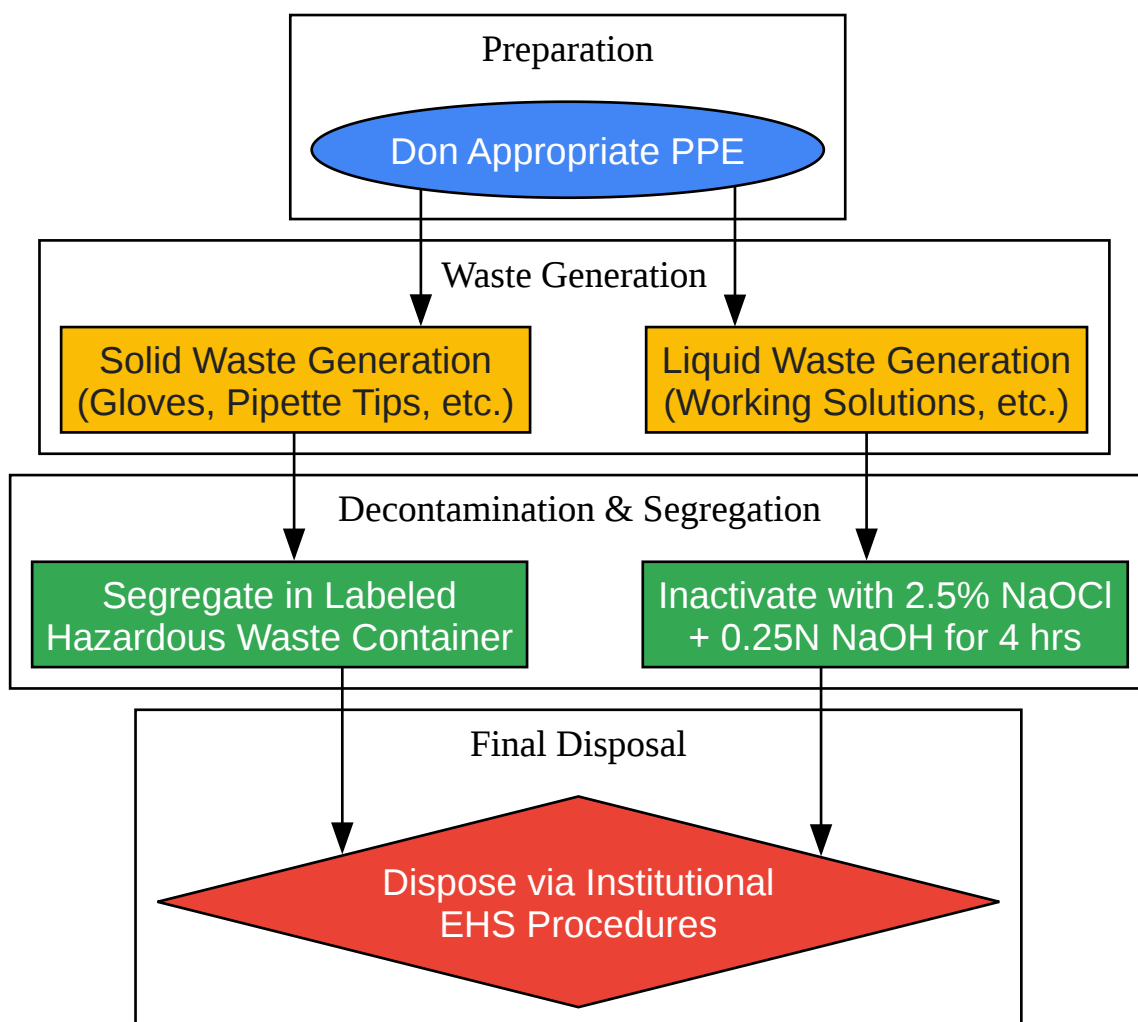 Preparation
Don Appropriate PPE
Waste Generation
Solid Waste Generation
(Gloves, Pipette Tips, etc.)
Liquid Waste Generation
(Working Solutions, etc.)
Decontamination & Segregation
Segregate in Labeled
Hazardous Waste Container
Inactivate with 2.5% NaOCl
+ 0.25N NaOH for 4 hrs
Final Disposal
Dispose via Institutional
EHS Procedures